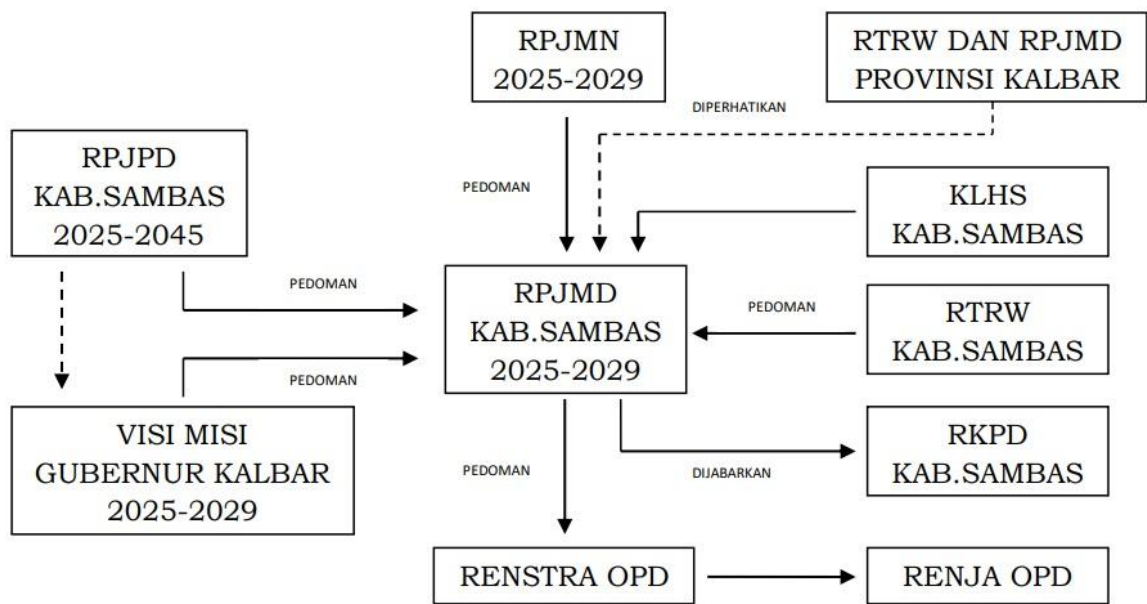 RPJMN
2025-2029
RTRW DAN RPJMD
PROVINSI KALBAR
DIPERHATIKAN
RPJPD
KAB.SAMBAS
2025-2045
PEDOMAN
KLHS
KAB.SAMBAS
PEDOMAN
RPJMD
KAB.SAMBAS
2025-2029
PEDOMAN
RTRW
KAB.SAMBAS
PEDOMAN
VISI MISI
GUBERNUR KALBAR
2025-2029
PEDOMAN
DIJABARKAN
RKPD
KAB.SAMBAS
RENSTRA OPD
RENJA OPD